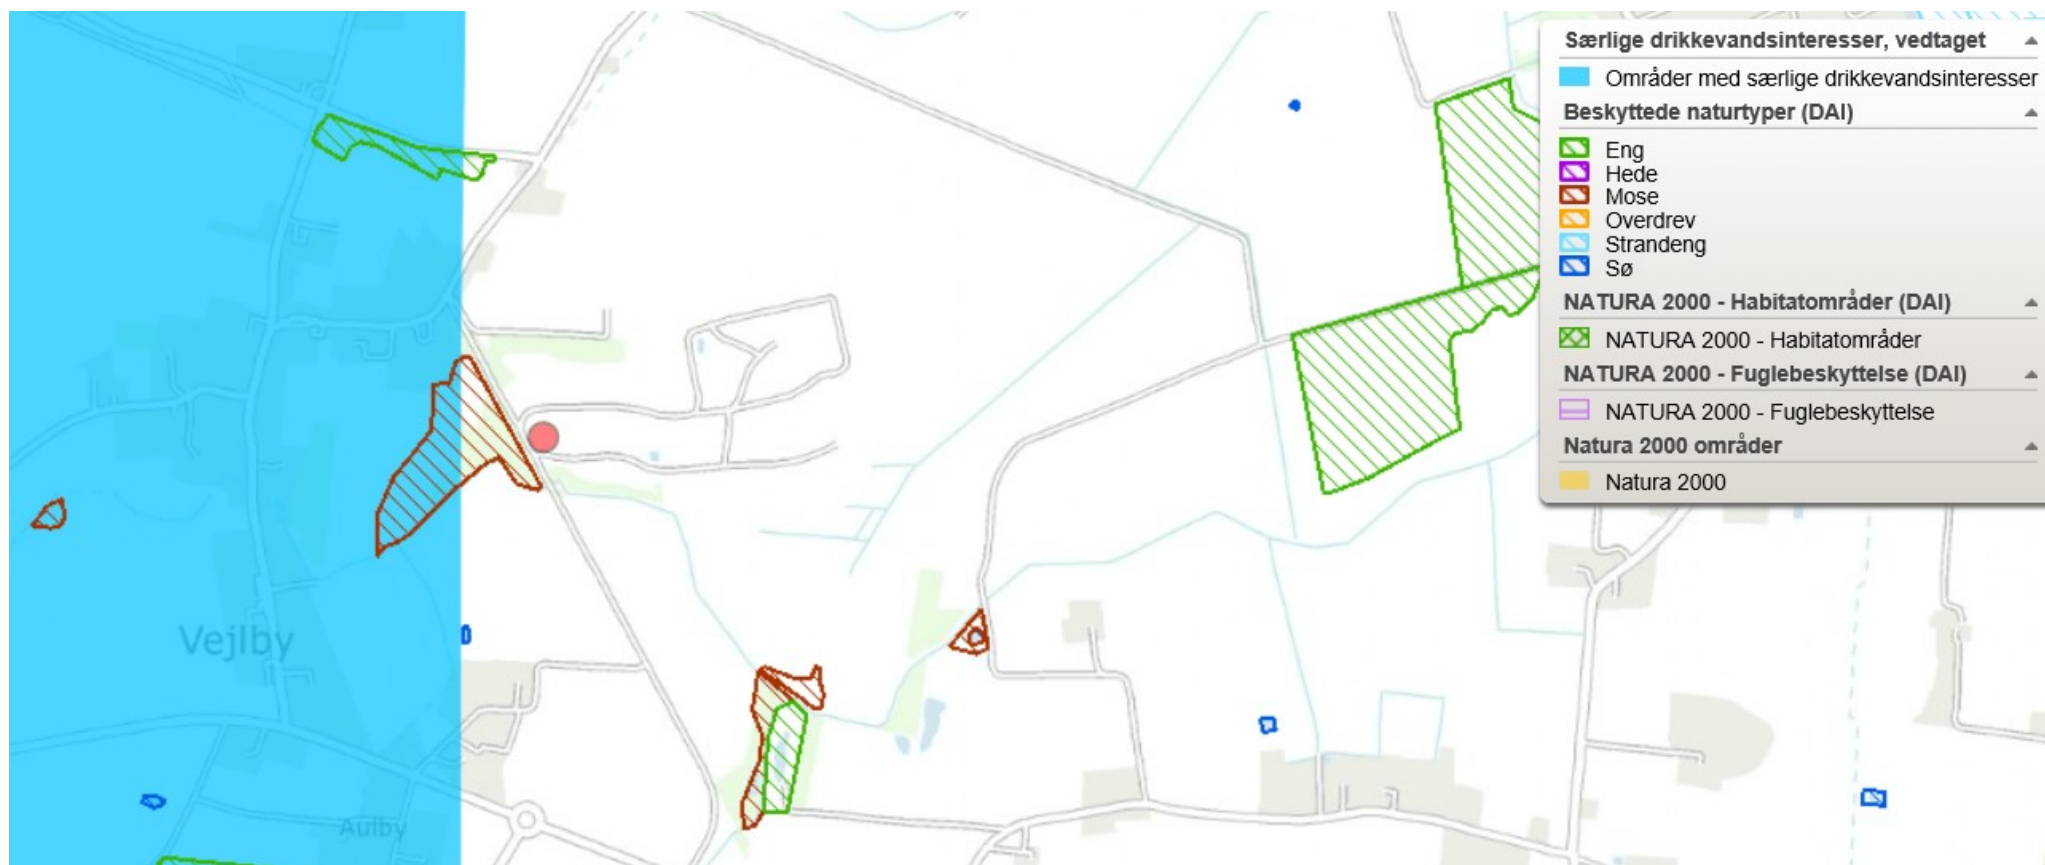 Særlige drikkevandsinteresser, vedtaget
Områder med særlige drikkevandsinteresser
Beskyttede naturtyper (DAI)
Eng
Hede
Mose
Overdrev
Strandeng
Sø
NATURA 2000 - Habitatområder (DAI)
NATURA 2000 - Habitatområder
NATURA 2000 - Fuglebeskyttelse (DAI)
NATURA 2000 - Fuglebeskyttelse
Natura 2000 områder
Natura 2000
Vejlby
Aulby